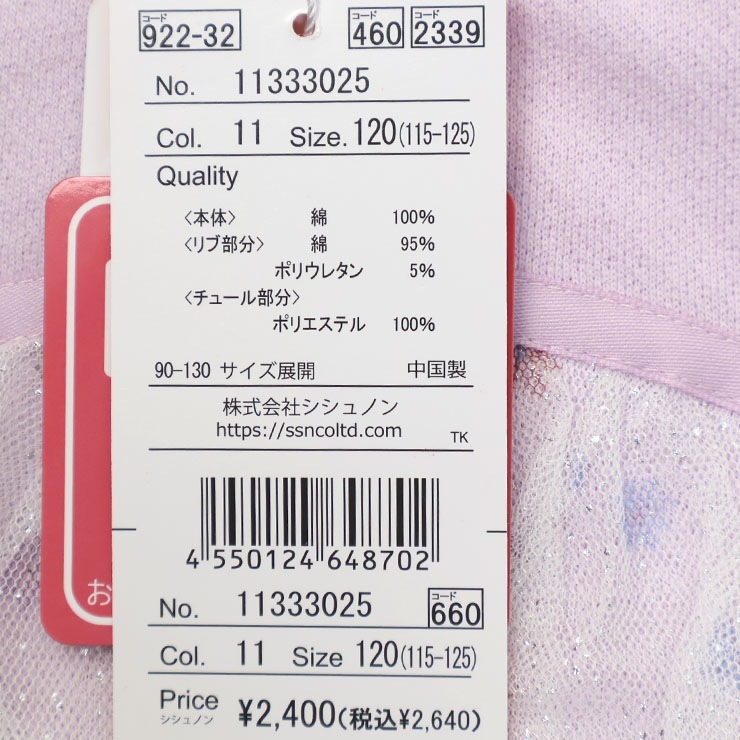 コード 922-32 コード 460 コード 2339
No. 11333025
Col. 11 Size. 120(115-125)
Quality
〈本体〉 綿 100%
〈リブ部分〉 綿 95%
ポリウレタン 5%
〈チュール部分〉
ポリエステル 100%
90-130 サイズ展開 中国製
株式会社シシュノン
https://ssncoltd.com TK
4 550124 648702
お
No. 11333025 コード 660
Col. 11 Size 120(115-125)
Price シシュノン ¥2,400(税込¥2,640)